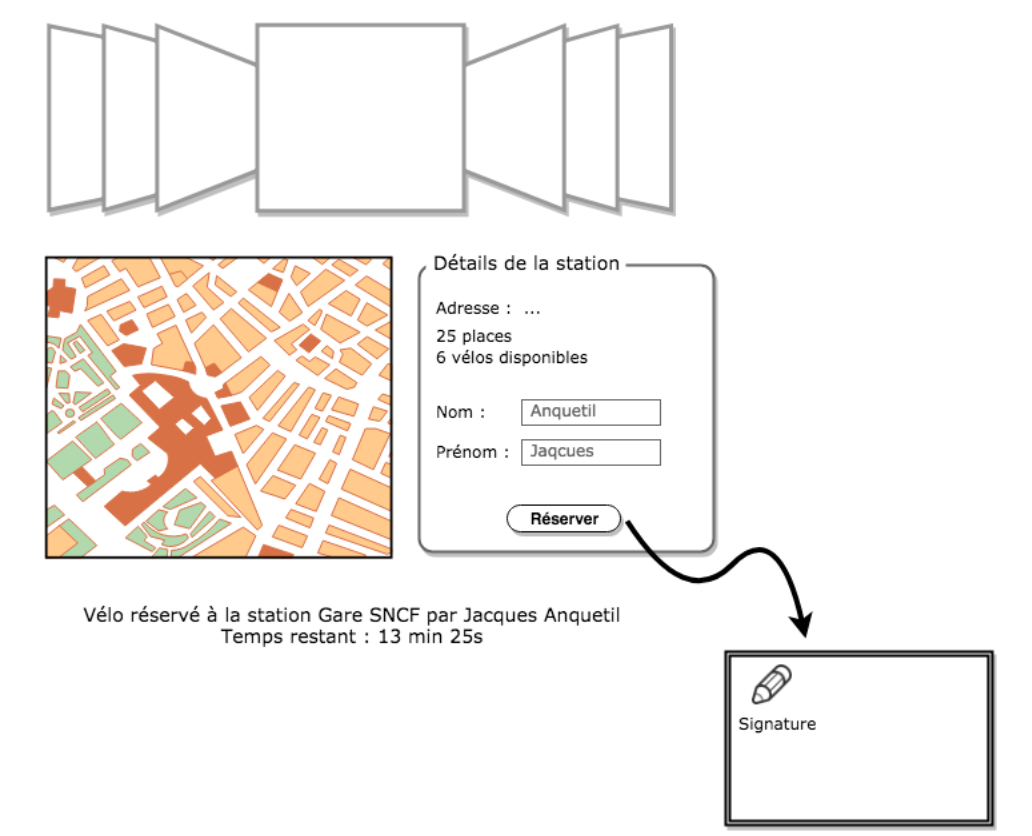 Détails de la station
Adresse : ...
25 places
6 vélos disponibles
Nom : Anquetil
Prénom : Jaqcues
Réserver
Vélo réservé à la station Gare SNCF par Jacques Anquetil
Temps restant : 13 min 25s
Signature